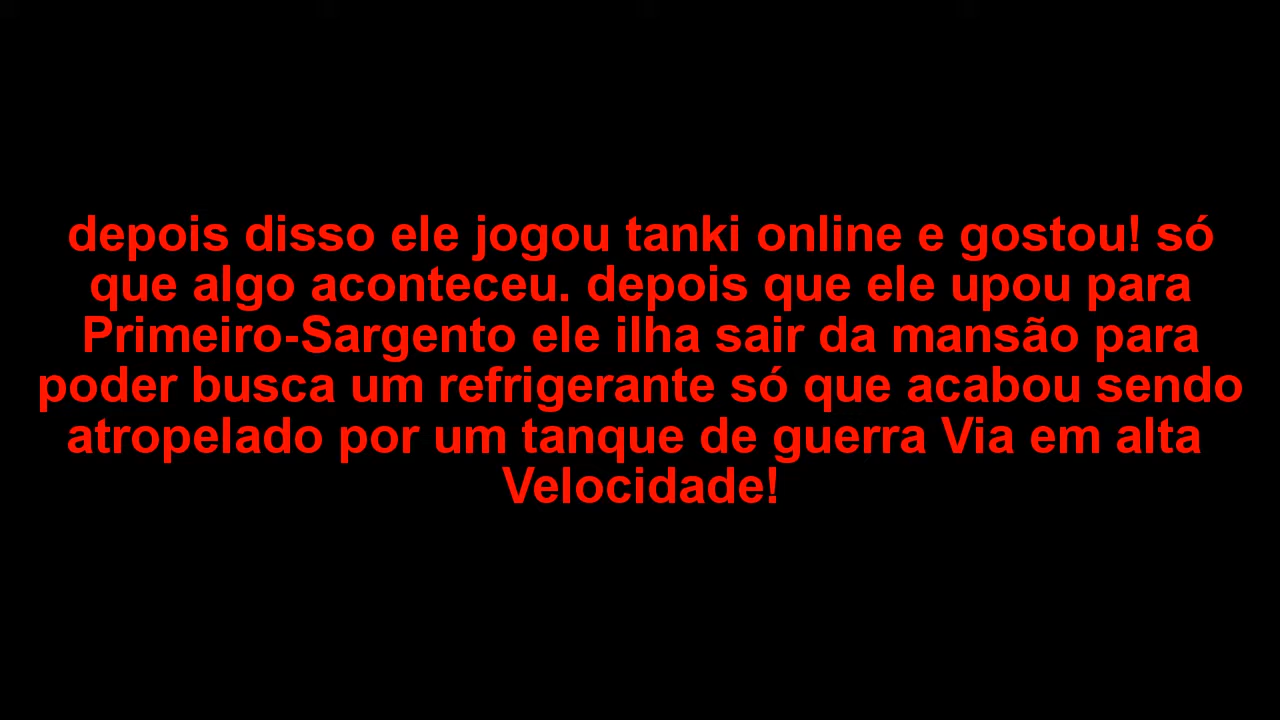 depois disso ele jogou tanki online e gostou! só
que algo aconteceu. depois que ele upou para
Primeiro-Sargento ele ilha sair da mansão para
poder busca um refrigerante só que acabou sendo
atropelado por um tanque de guerra Via em alta
Velocidade!